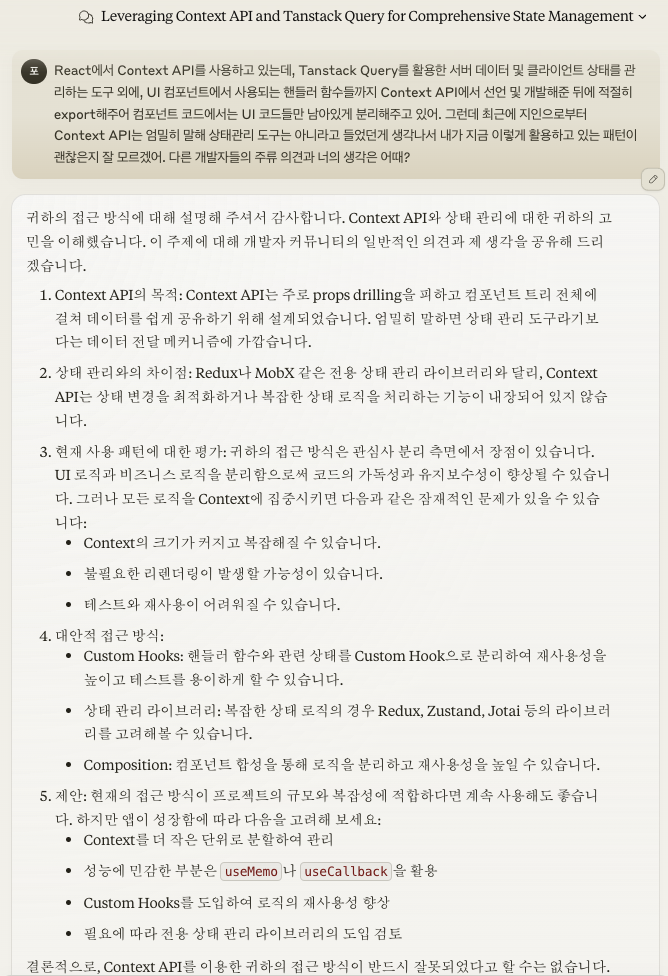 Leveraging Context API and Tanstack Query for Comprehensive State Management
포
React에서 Context API를 사용하고 있는데, Tanstack Query를 활용한 서버 데이터 및 클라이언트 상태를 관
리하는 도구 외에, UI 컴포넌트에서 사용되는 핸들러 함수들까지 Context API에서 선언 및 개발해준 뒤에 적절히
export해주어 컴포넌트 코드에서는 UI 코드들만 남아있게 분리해주고 있어. 그런데 최근에 지인으로부터
Context API는 엄밀히 말해 상태관리 도구는 아니라고 들었던게 생각나서 내가 지금 이렇게 활용하고 있는 패턴이
괜찮은지 잘 모르겠어. 다른 개발자들의 주류 의견과 너의 생각은 어때?
귀하의 접근 방식에 대해 설명해 주셔서 감사합니다. Context API와 상태 관리에 대한 귀하의 고
민을 이해했습니다. 이 주제에 대해 개발자 커뮤니티의 일반적인 의견과 제 생각을 공유해 드리
겠습니다.
1. Context API의 목적: Context API는 주로 props drilling을 피하고 컴포넌트 트리 전체에
걸쳐 데이터를 쉽게 공유하기 위해 설계되었습니다. 엄밀히 말하면 상태 관리 도구라기보
다는 데이터 전달 메커니즘에 가깝습니다.
2. 상태 관리와의 차이점: Redux나 MobX 같은 전용 상태 관리 라이브러리와 달리, Context
API는 상태 변경을 최적화하거나 복잡한 상태 로직을 처리하는 기능이 내장되어 있지 않습
니다.
3. 현재 사용 패턴에 대한 평가: 귀하의 접근 방식은 관심사 분리 측면에서 장점이 있습니다.
UI 로직과 비즈니스 로직을 분리함으로써 코드의 가독성과 유지보수성이 향상될 수 있습니
다. 그러나 모든 로직을 Context에 집중시키면 다음과 같은 잠재적인 문제가 있을 수 있습
니다:
• Context의 크기가 커지고 복잡해질 수 있습니다.
• 불필요한 리렌더링이 발생할 가능성이 있습니다.
• 테스트와 재사용이 어려워질 수 있습니다.
4. 대안적 접근 방식:
• Custom Hooks: 핸들러 함수와 관련 상태를 Custom Hook으로 분리하여 재사용성을
높이고 테스트를 용이하게 할 수 있습니다.
• 상태 관리 라이브러리: 복잡한 상태 로직의 경우 Redux, Zustand, Jotai 등의 라이브러
리를 고려해볼 수 있습니다.
• Composition: 컴포넌트 합성을 통해 로직을 분리하고 재사용성을 높일 수 있습니다.
5. 제안: 현재의 접근 방식이 프로젝트의 규모와 복잡성에 적합하다면 계속 사용해도 좋습니
다. 하지만 앱이 성장함에 따라 다음을 고려해 보세요:
• Context를 더 작은 단위로 분할하여 관리
• 성능에 민감한 부분은 useMemo나 useCallback을 활용
• Custom Hooks를 도입하여 로직의 재사용성 향상
• 필요에 따라 전용 상태 관리 라이브러리의 도입 검토
결론적으로, Context API를 이용한 귀하의 접근 방식이 반드시 잘못되었다고 할 수는 없습니다.